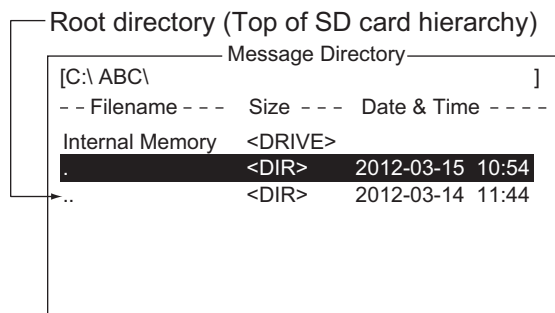 Root directory (Top of SD card hierarchy)
Message Directory
[C:\ ABC\ ]
- - Filename - - - Size - - - Date & Time - - - -
Internal Memory <DRIVE>
. <DIR> 2012-03-15 10:54
.. <DIR> 2012-03-14 11:44